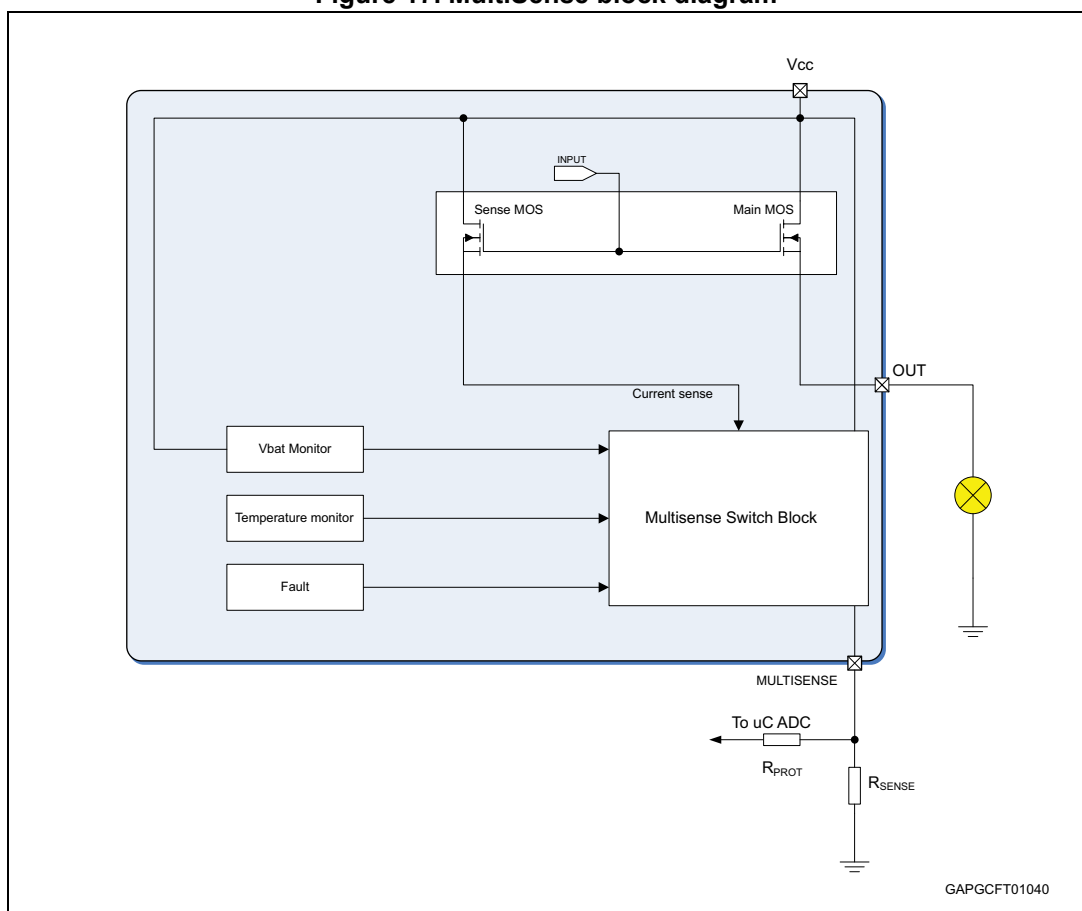 Figure 17. MultiSense block diagram
Vcc
INPUT
Sense MOS
Main MOS
OUT
Current sense
Vbat Monitor
Temperature monitor
Multisense Switch Block
Fault
MULTISENSE
To uC ADC
RPROT
RSENSE
GAPGCFT01040